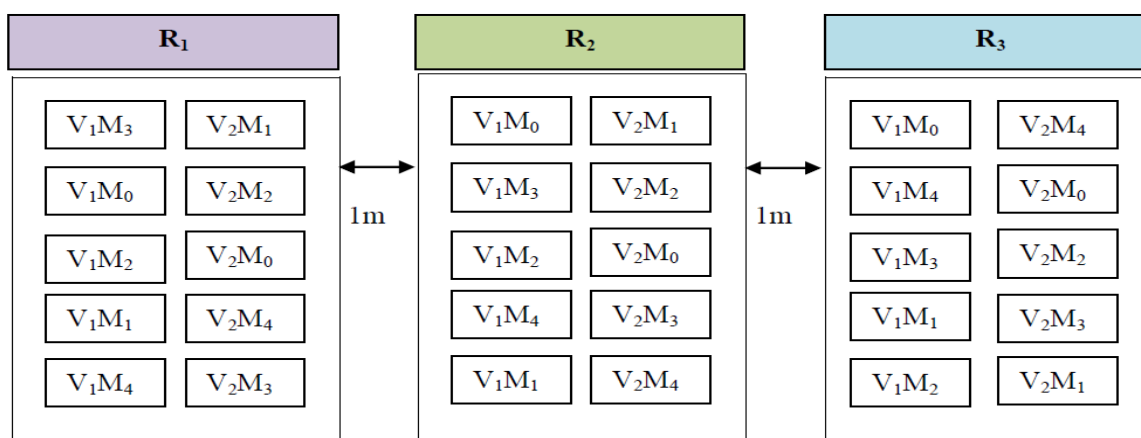 R₁ R₂ R₃
V₁M₃ V₂M₁ V₁M₀ V₂M₁ V₁M₀ V₂M₄
V₁M₀ V₂M₂ V₁M₃ V₂M₂ V₁M₄ V₂M₀
1m 1m
V₁M₂ V₂M₀ V₁M₂ V₂M₀ V₁M₃ V₂M₂
V₁M₁ V₂M₄ V₁M₄ V₂M₃ V₁M₁ V₂M₃
V₁M₄ V₂M₃ V₁M₁ V₂M₄ V₁M₂ V₂M₁